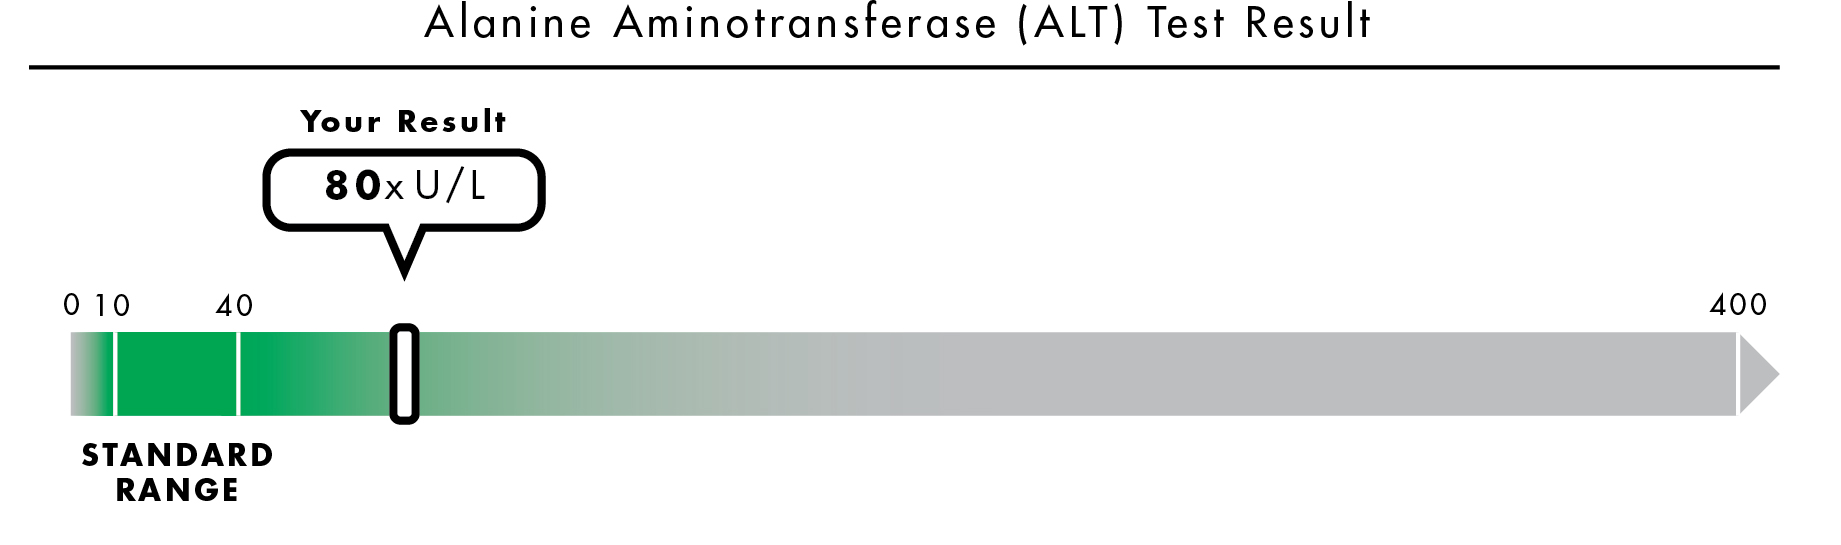 Alanine Aminotransferase (ALT) Test Result
Your Result
80x U/L
0 10 40 400
STANDARD
RANGE